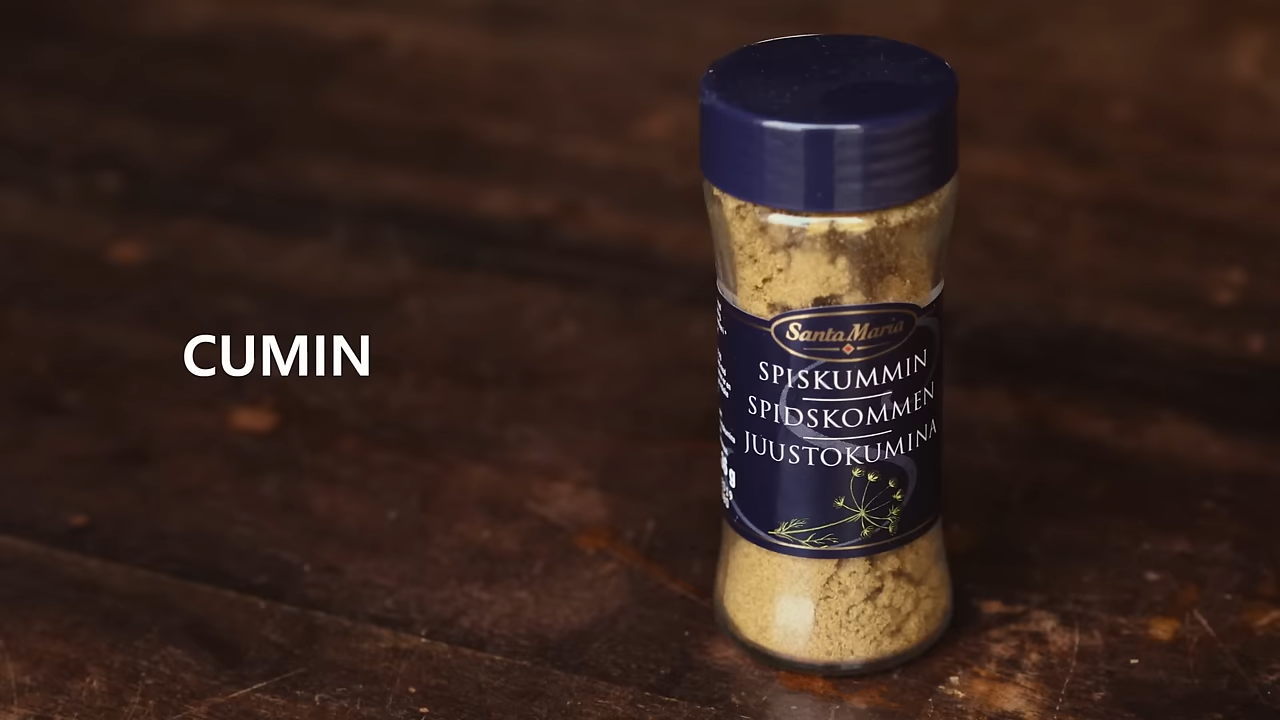 CUMIN
Santa Maria
SPISKUMMIN
SPIDSKOMMEN
JUUSTOKUMINA
g